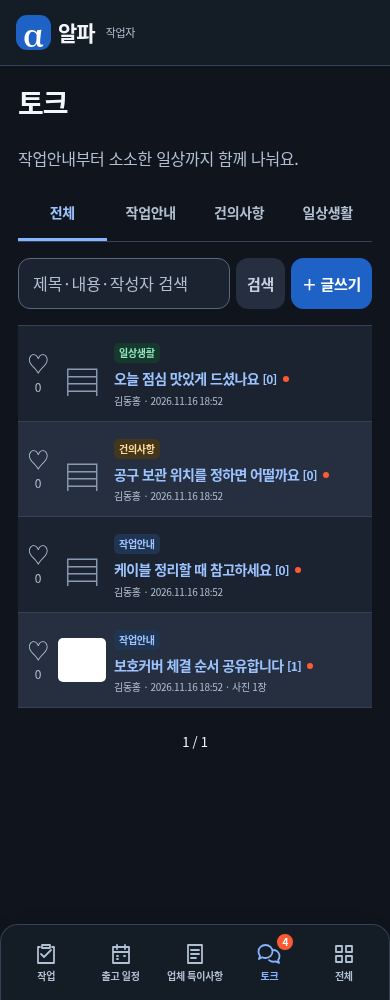 α 알파 작업자
토크
작업안내부터 소소한 일상까지 함께 나눠요.
전체 작업안내 건의사항 일상생활
제목·내용·작성자 검색 검색 + 글쓰기
일상생활
오늘 점심 맛있게 드셨나요 [0]
0
김동홍 · 2026.11.16 18:52
건의사항
공구 보관 위치를 정하면 어떨까요 [0]
0
김동홍 · 2026.11.16 18:52
작업안내
케이블 정리할 때 참고하세요 [0]
0
김동홍 · 2026.11.16 18:52
작업안내
보호커버 체결 순서 공유합니다 [1]
0
김동홍 · 2026.11.16 18:52 · 사진 1장
1 / 1
4
작업 출고 일정 업체 특이사항 토크 전체